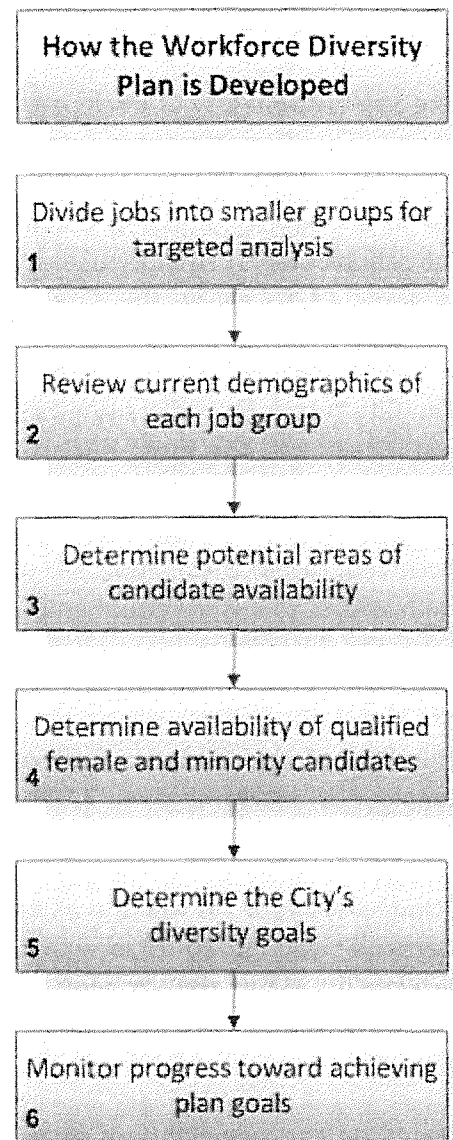 How the Workforce Diversity
Plan is Developed
Divide jobs into smaller groups for
targeted analysis
1
Review current demographics of
each job group
2
Determine potential areas of
candidate availability
3
Determine availability of qualified
female and minority candidates
4
Determine the City's
diversity goals
5
Monitor progress toward achieving
plan goals
6